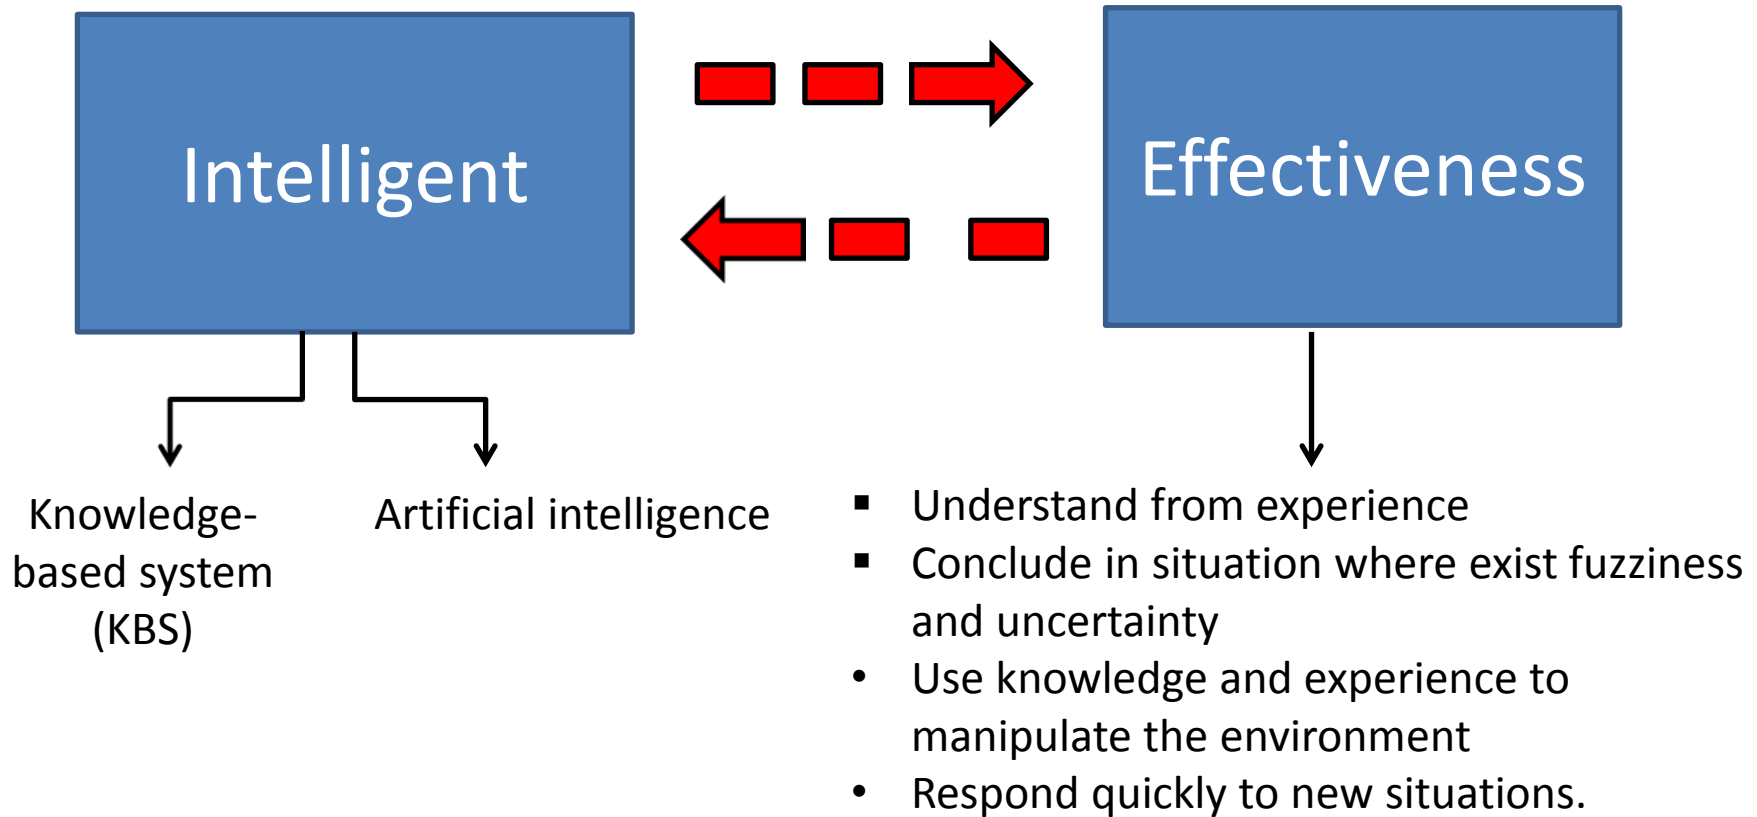 Intelligent
Effectiveness
Knowledge-
based system
(KBS)
Artificial intelligence
▪ Understand from experience
▪ Conclude in situation where exist fuzziness
and uncertainty
• Use knowledge and experience to
manipulate the environment
• Respond quickly to new situations.